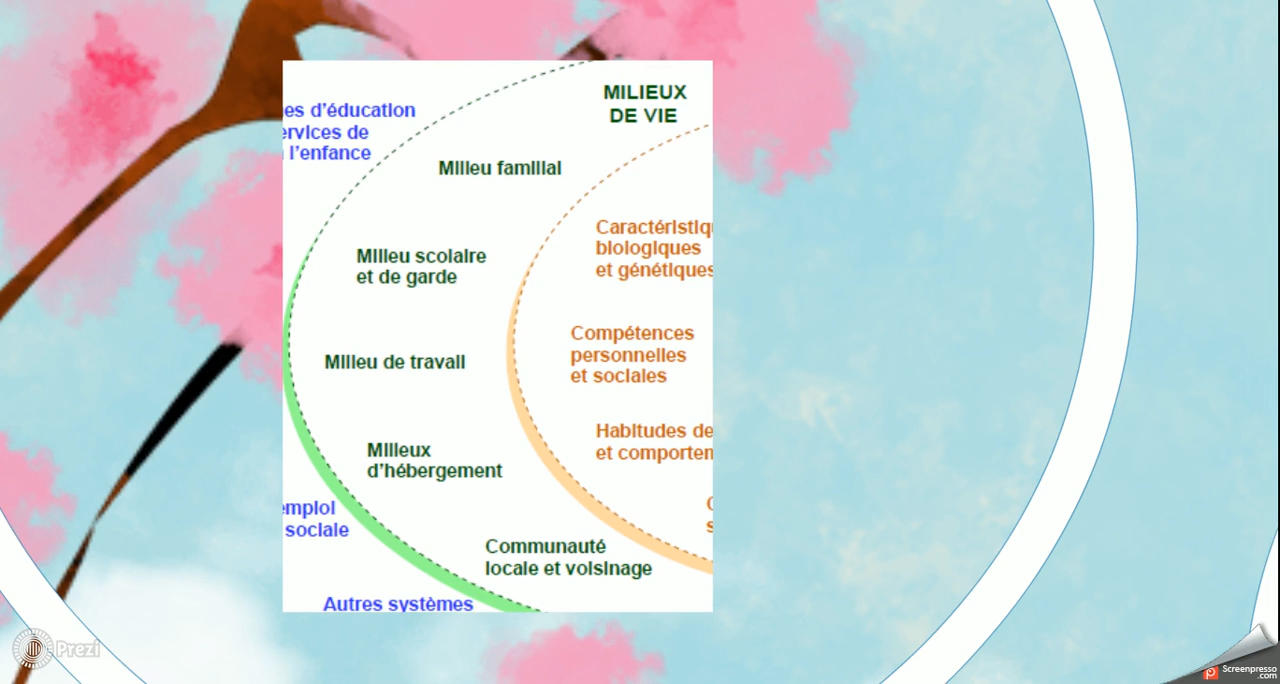 MILIEUX
DE VIE
es d'éducation
ervices de
l'enfance
Milieu familial
Caractéristiq
biologiques
et génétiques
Milieu scolaire
et de garde
Compétences
personnelles
et sociales
Milieu de travail
Habitudes de
et comporten
Milieux
d'hébergement
emploi
sociale
Communauté
locale et voisinage
Autres systèmes
Prezi
Screenpresso
.com